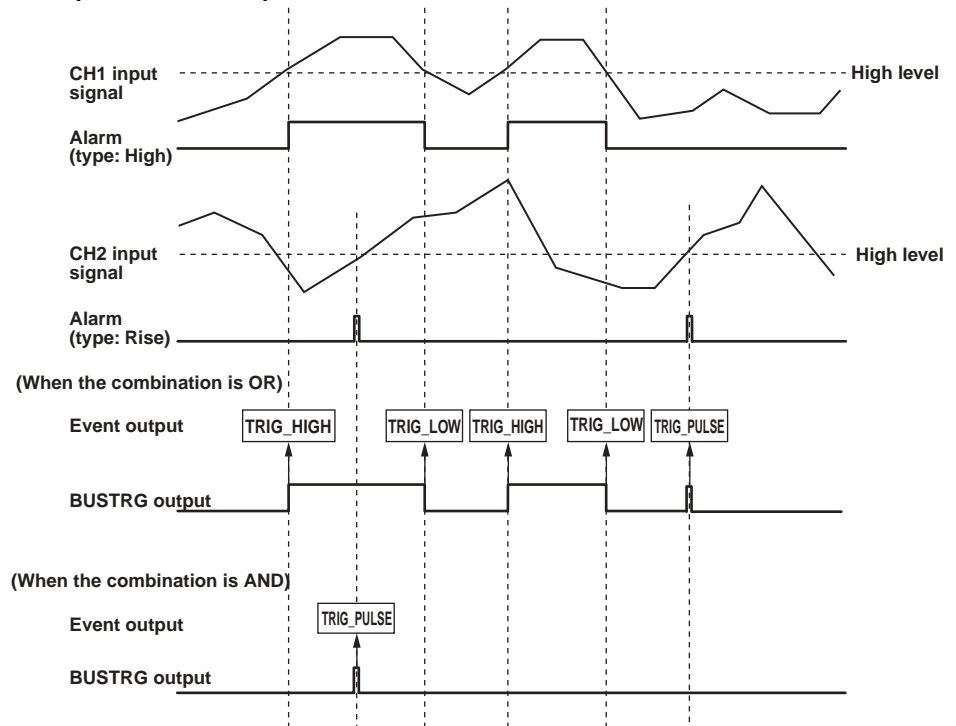 CH1 input
signal
High level
Alarm
(type: High)
CH2 input
signal
High level
Alarm
(type: Rise)
(When the combination is OR)
Event output
TRIG_HIGH TRIG_LOW TRIG_HIGH TRIG_LOW TRIG_PULSE
BUSTRG output
(When the combination is AND)
Event output
TRIG_PULSE
BUSTRG output